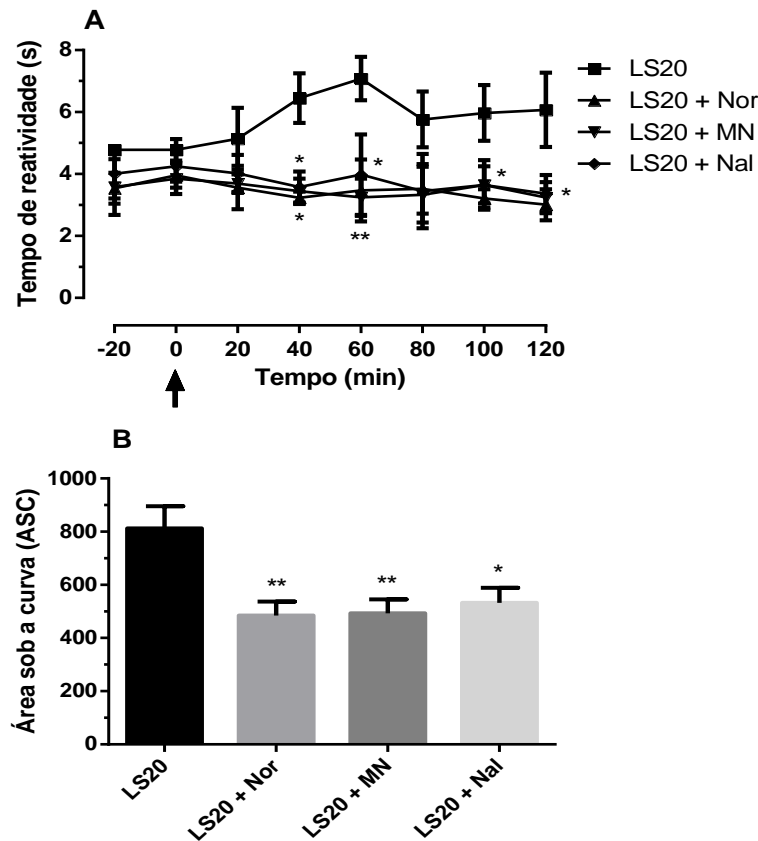 A
Tempo de reatividade (s)
8
6
4
2
0
* * * *
* **
-20 0 20 40 60 80 100 120
Tempo (min)
LS20
LS20 + Nor
LS20 + MN
LS20 + Nal
B
Área sob a curva (ASC)
1000
800
600
400
200
0
** ** *
LS20
LS20 + Nor
LS20 + MN
LS20 + Nal